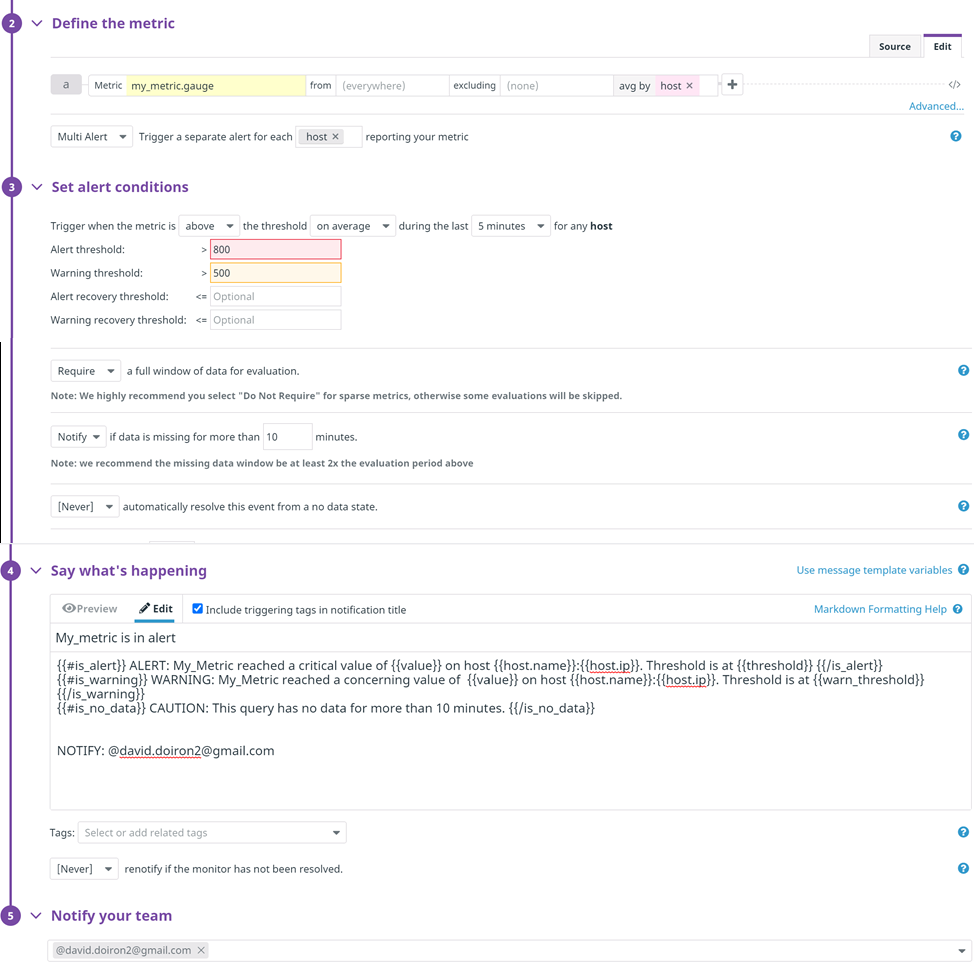 2 Define the metric
Source Edit
a Metric my_metric.gauge from (everywhere) excluding (none) avg by host × + </>
Advanced...
Multi Alert Trigger a separate alert for each host × reporting your metric ?
3 Set alert conditions
Trigger when the metric is above the threshold on average during the last 5 minutes for any host
Alert threshold: > 800
Warning threshold: > 500
Alert recovery threshold: <= Optional
Warning recovery threshold: <= Optional
Require a full window of data for evaluation. ?
Note: We highly recommend you select "Do Not Require" for sparse metrics, otherwise some evaluations will be skipped.
Notify if data is missing for more than 10 minutes. ?
Note: we recommend the missing data window be at least 2x the evaluation period above
[Never] automatically resolve this event from a no data state. ?
4 Say what's happening Use message template variables ?
Preview Edit Include triggering tags in notification title Markdown Formatting Help ?
My_metric is in alert
{{#is_alert}} ALERT: My_Metric reached a critical value of {{value}} on host {{host.name}}:{{host.ip}}. Threshold is at {{threshold}} {{/is_alert}}
{{#is_warning}} WARNING: My_Metric reached a concerning value of  {{value}} on host {{host.name}}:{{host.ip}}. Threshold is at {{warn_threshold}}
{{/is_warning}}
{{#is_no_data}} CAUTION: This query has no data for more than 10 minutes. {{/is_no_data}}
NOTIFY: @david.doiron2@gmail.com
Tags: Select or add related tags ?
[Never] renotify if the monitor has not been resolved. ?
5 Notify your team
@david.doiron2@gmail.com ×